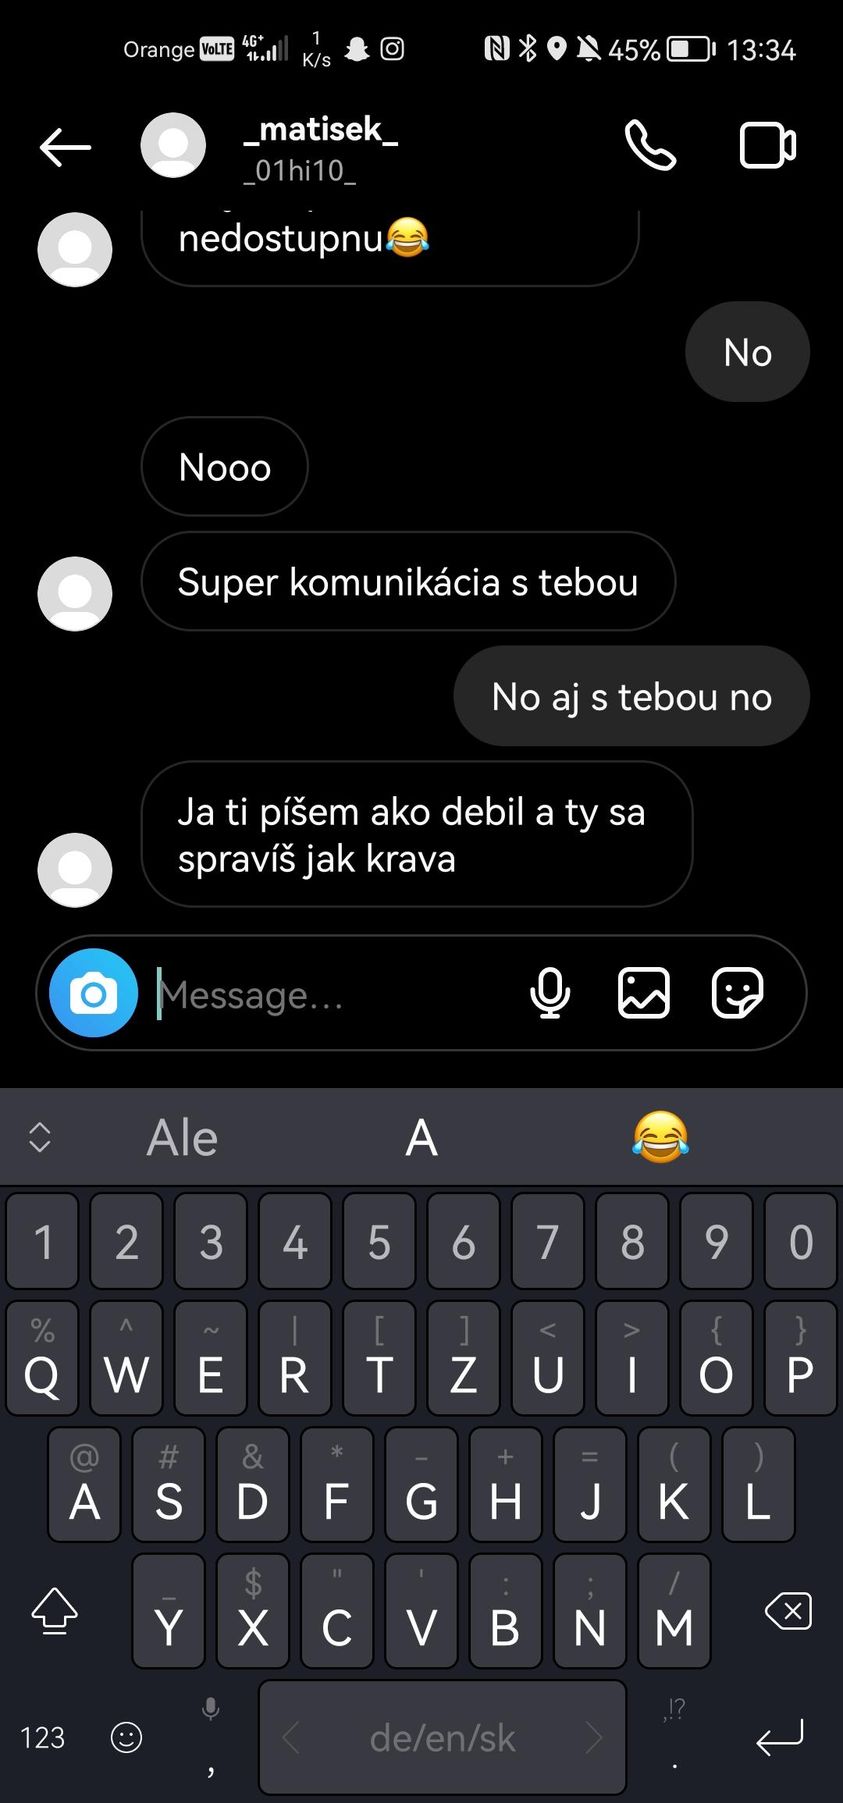 Orange VoLTE 4G+ 1 K/s 45% 13:34
_matisek_
_01hi10_
nedostupnu😂
No
Nooo
Super komunikácia s tebou
No aj s tebou no
Ja ti píšem ako debil a ty sa
spravíš jak krava
Message...
Ale A 😂
1 2 3 4 5 6 7 8 9 0
% ^ ~ | [ ] < > { }
Q W E R T Z U I O P
@ # & * - + = ( )
A S D F G H J K L
_ $ " ' : ; /
Y X C V B N M
,!?
123 , de/en/sk .